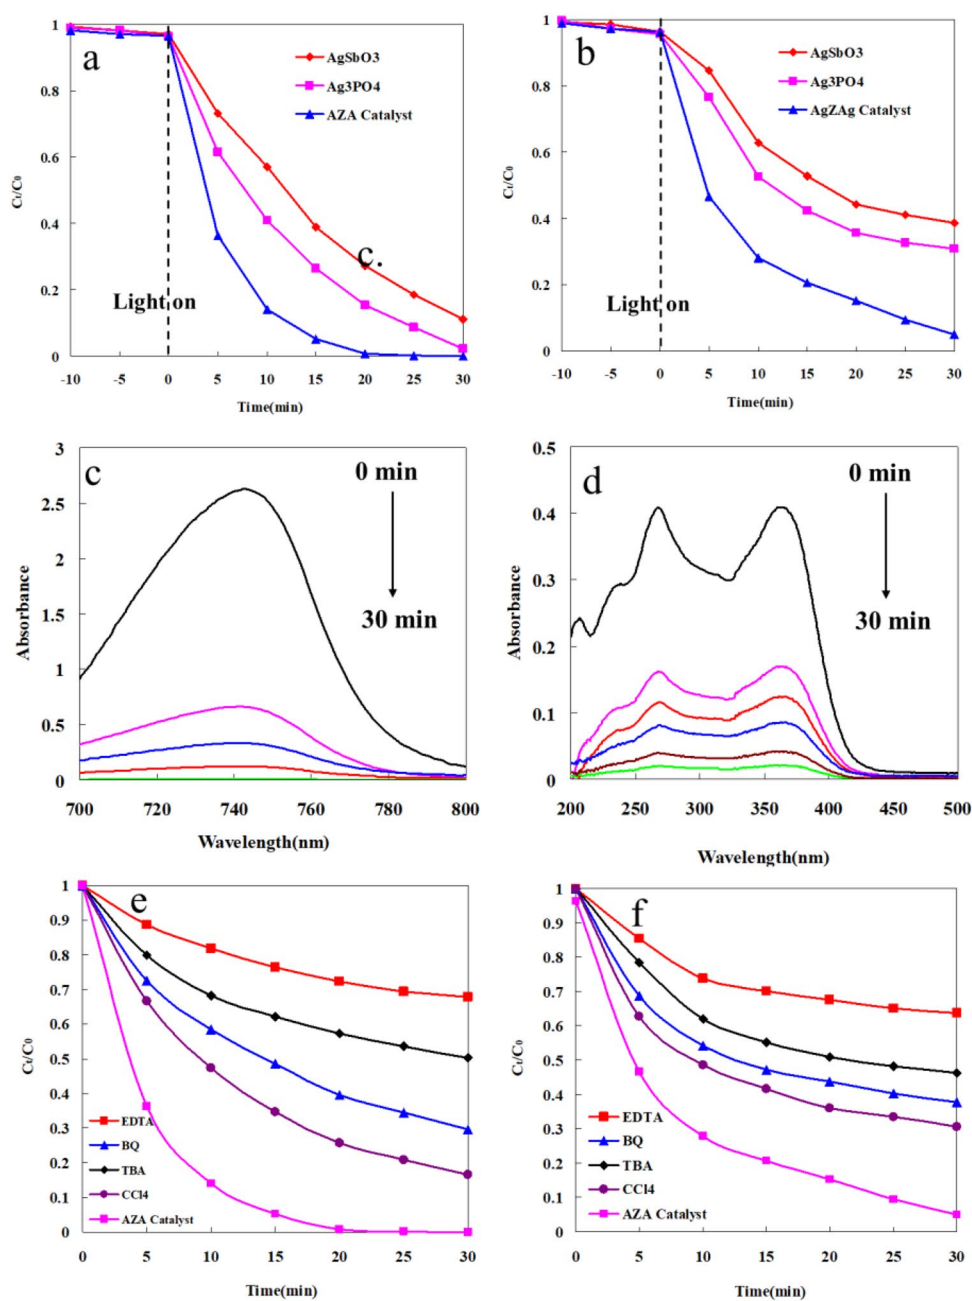 a
AgSbO3
Ag3PO4
AZA Catalyst
c.
Light on
Ct/C0
1
0.8
0.6
0.4
0.2
0
-10 -5 0 5 10 15 20 25 30
Time(min)
b
AgSbO3
Ag3PO4
AgZAg Catalyst
Light on
Ct/C0
1
0.8
0.6
0.4
0.2
0
-10 -5 0 5 10 15 20 25 30
Time(min)
c
0 min
30 min
Absorbance
3
2.5
2
1.5
1
0.5
0
700 720 740 760 780 800
Wavelength(nm)
d
0 min
30 min
Absorbance
0.5
0.4
0.3
0.2
0.1
0
200 250 300 350 400 450 500
Wavelength(nm)
e
Ct/C0
1
0.9
0.8
0.7
0.6
0.5
0.4
0.3
0.2
0.1
0
EDTA
BQ
TBA
CCl4
AZA Catalyst
0 5 10 15 20 25 30
Time(min)
f
Ct/C0
1
0.9
0.8
0.7
0.6
0.5
0.4
0.3
0.2
0.1
0
EDTA
BQ
TBA
CCl4
AZA Catalyst
0 5 10 15 20 25 30
Time(min)